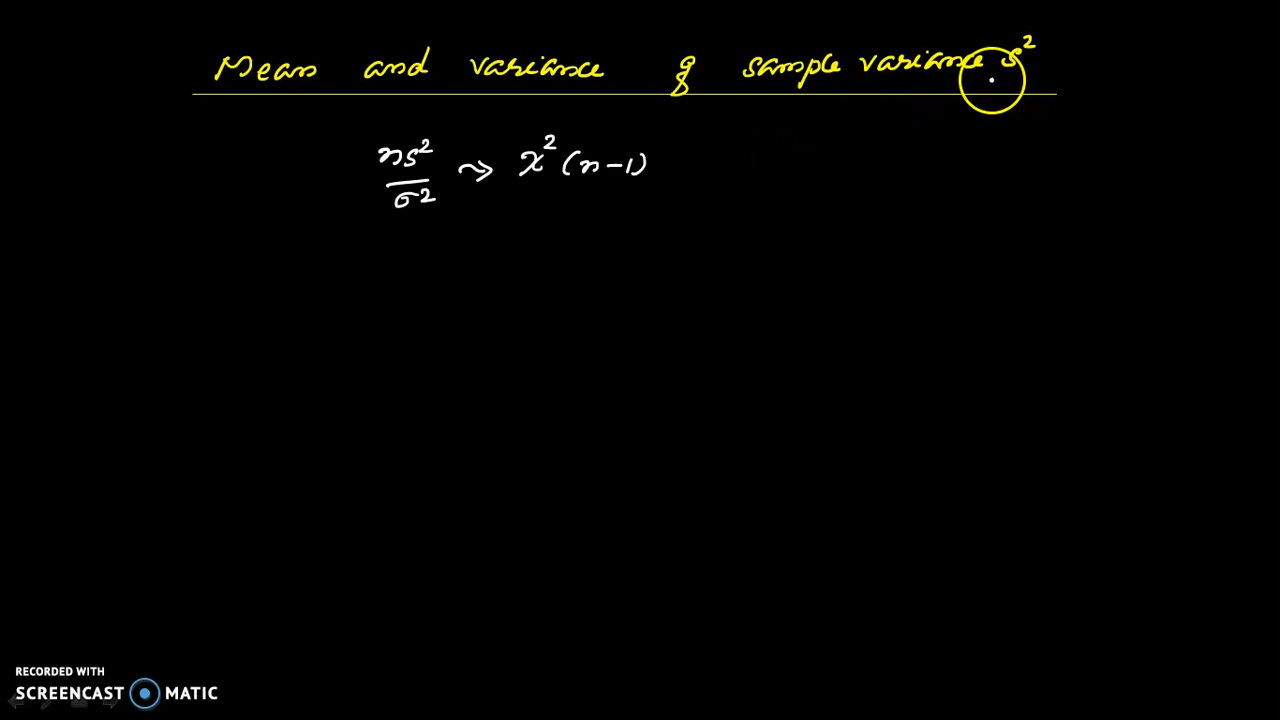 Mean and variance of sample variance s²
ns²/σ² ⤳ χ²(n-1)
RECORDED WITH
SCREENCAST MATIC